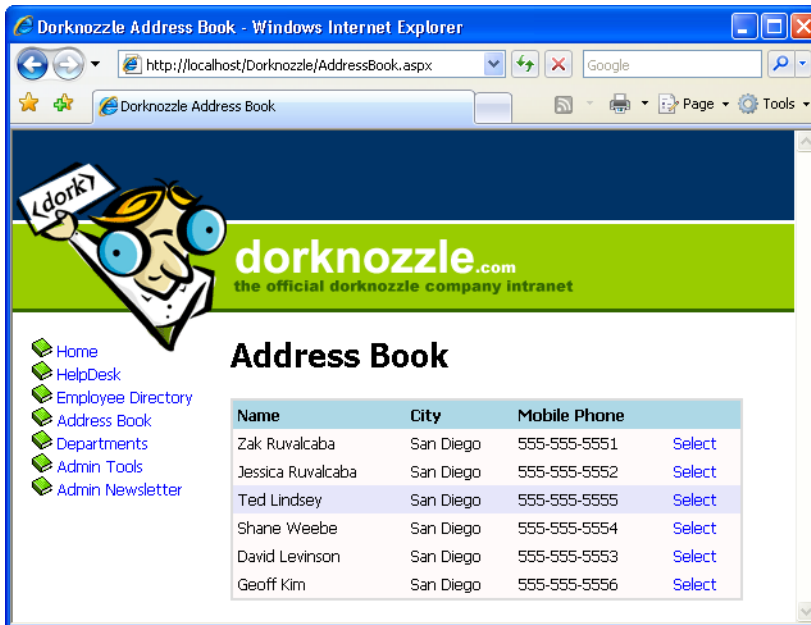 Dorknozzle Address Book - Windows Internet Explorer
http://localhost/Dorknozzle/AddressBook.aspx Google
Dorknozzle Address Book Page Tools
<dork>
dorknozzle.com
the official dorknozzle company intranet
Home
HelpDesk
Employee Directory
Address Book
Departments
Admin Tools
Admin Newsletter
Address Book
Name City Mobile Phone
Zak Ruvalcaba San Diego 555-555-5551 Select
Jessica Ruvalcaba San Diego 555-555-5552 Select
Ted Lindsey San Diego 555-555-5555
Shane Weebe San Diego 555-555-5554 Select
David Levinson San Diego 555-555-5553 Select
Geoff Kim San Diego 555-555-5556 Select